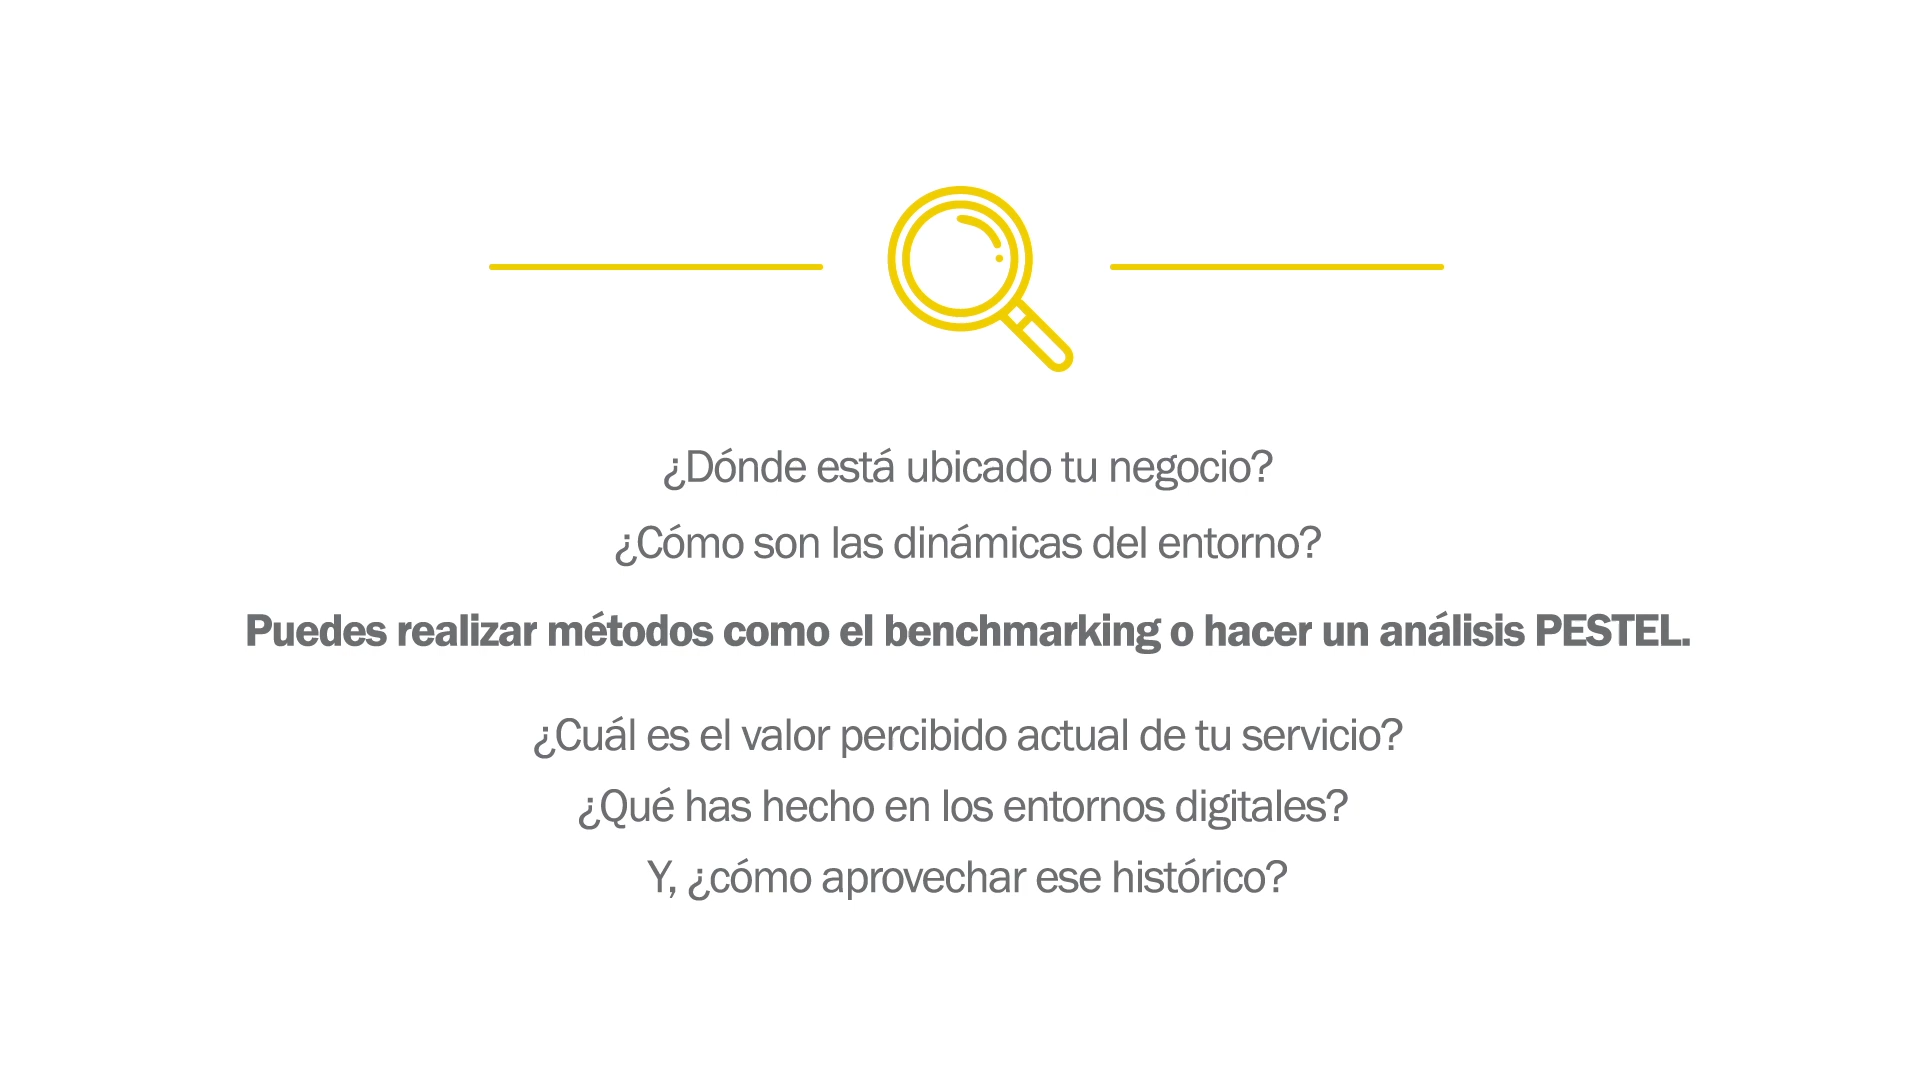 ¿Dónde está ubicado tu negocio?
¿Cómo son las dinámicas del entorno?
Puedes realizar métodos como el benchmarking o hacer un análisis PESTEL.
¿Cuál es el valor percibido actual de tu servicio?
¿Qué has hecho en los entornos digitales?
Y, ¿cómo aprovechar ese histórico?